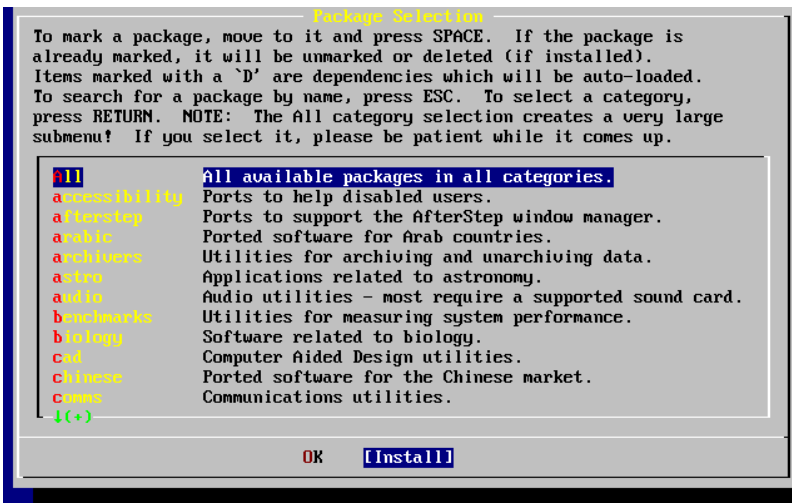 Package Selection
To mark a package, move to it and press SPACE.  If the package is
already marked, it will be unmarked or deleted (if installed).
Items marked with a `D' are dependencies which will be auto-loaded.
To search for a package by name, press ESC.  To select a category,
press RETURN.  NOTE:  The All category selection creates a very large
submenu!  If you select it, please be patient while it comes up.
All All available packages in all categories.
accessibility Ports to help disabled users.
afterstep Ports to support the AfterStep window manager.
arabic Ported software for Arab countries.
archivers Utilities for archiving and unarchiving data.
astro Applications related to astronomy.
audio Audio utilities - most require a supported sound card.
benchmarks Utilities for measuring system performance.
biology Software related to biology.
cad Computer Aided Design utilities.
chinese Ported software for the Chinese market.
comms Communications utilities.
↓(+)
OK [Install]